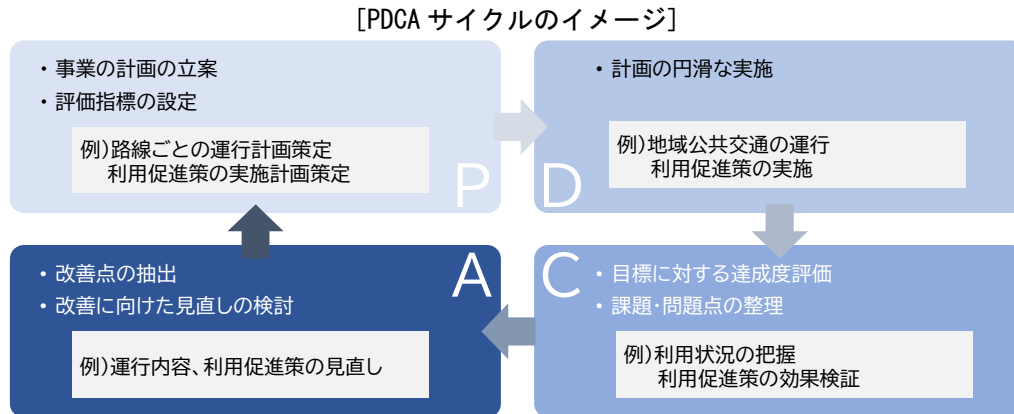 [PDCAサイクルのイメージ]
・事業の計画の立案
・評価指標の設定
例)路線ごとの運行計画策定
利用促進策の実施計画策定
P
・計画の円滑な実施
例)地域公共交通の運行
利用促進策の実施
D
・改善点の抽出
・改善に向けた見直しの検討
例)運行内容、利用促進策の見直し
A
C
・目標に対する達成度評価
・課題・問題点の整理
例)利用状況の把握
利用促進策の効果検証